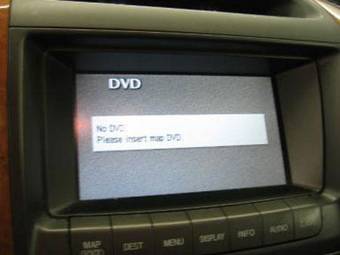 DVD
No DVD
Please insert map DVD
MAP
DEST
MENU
DISPLAY
INFO
AUDIO